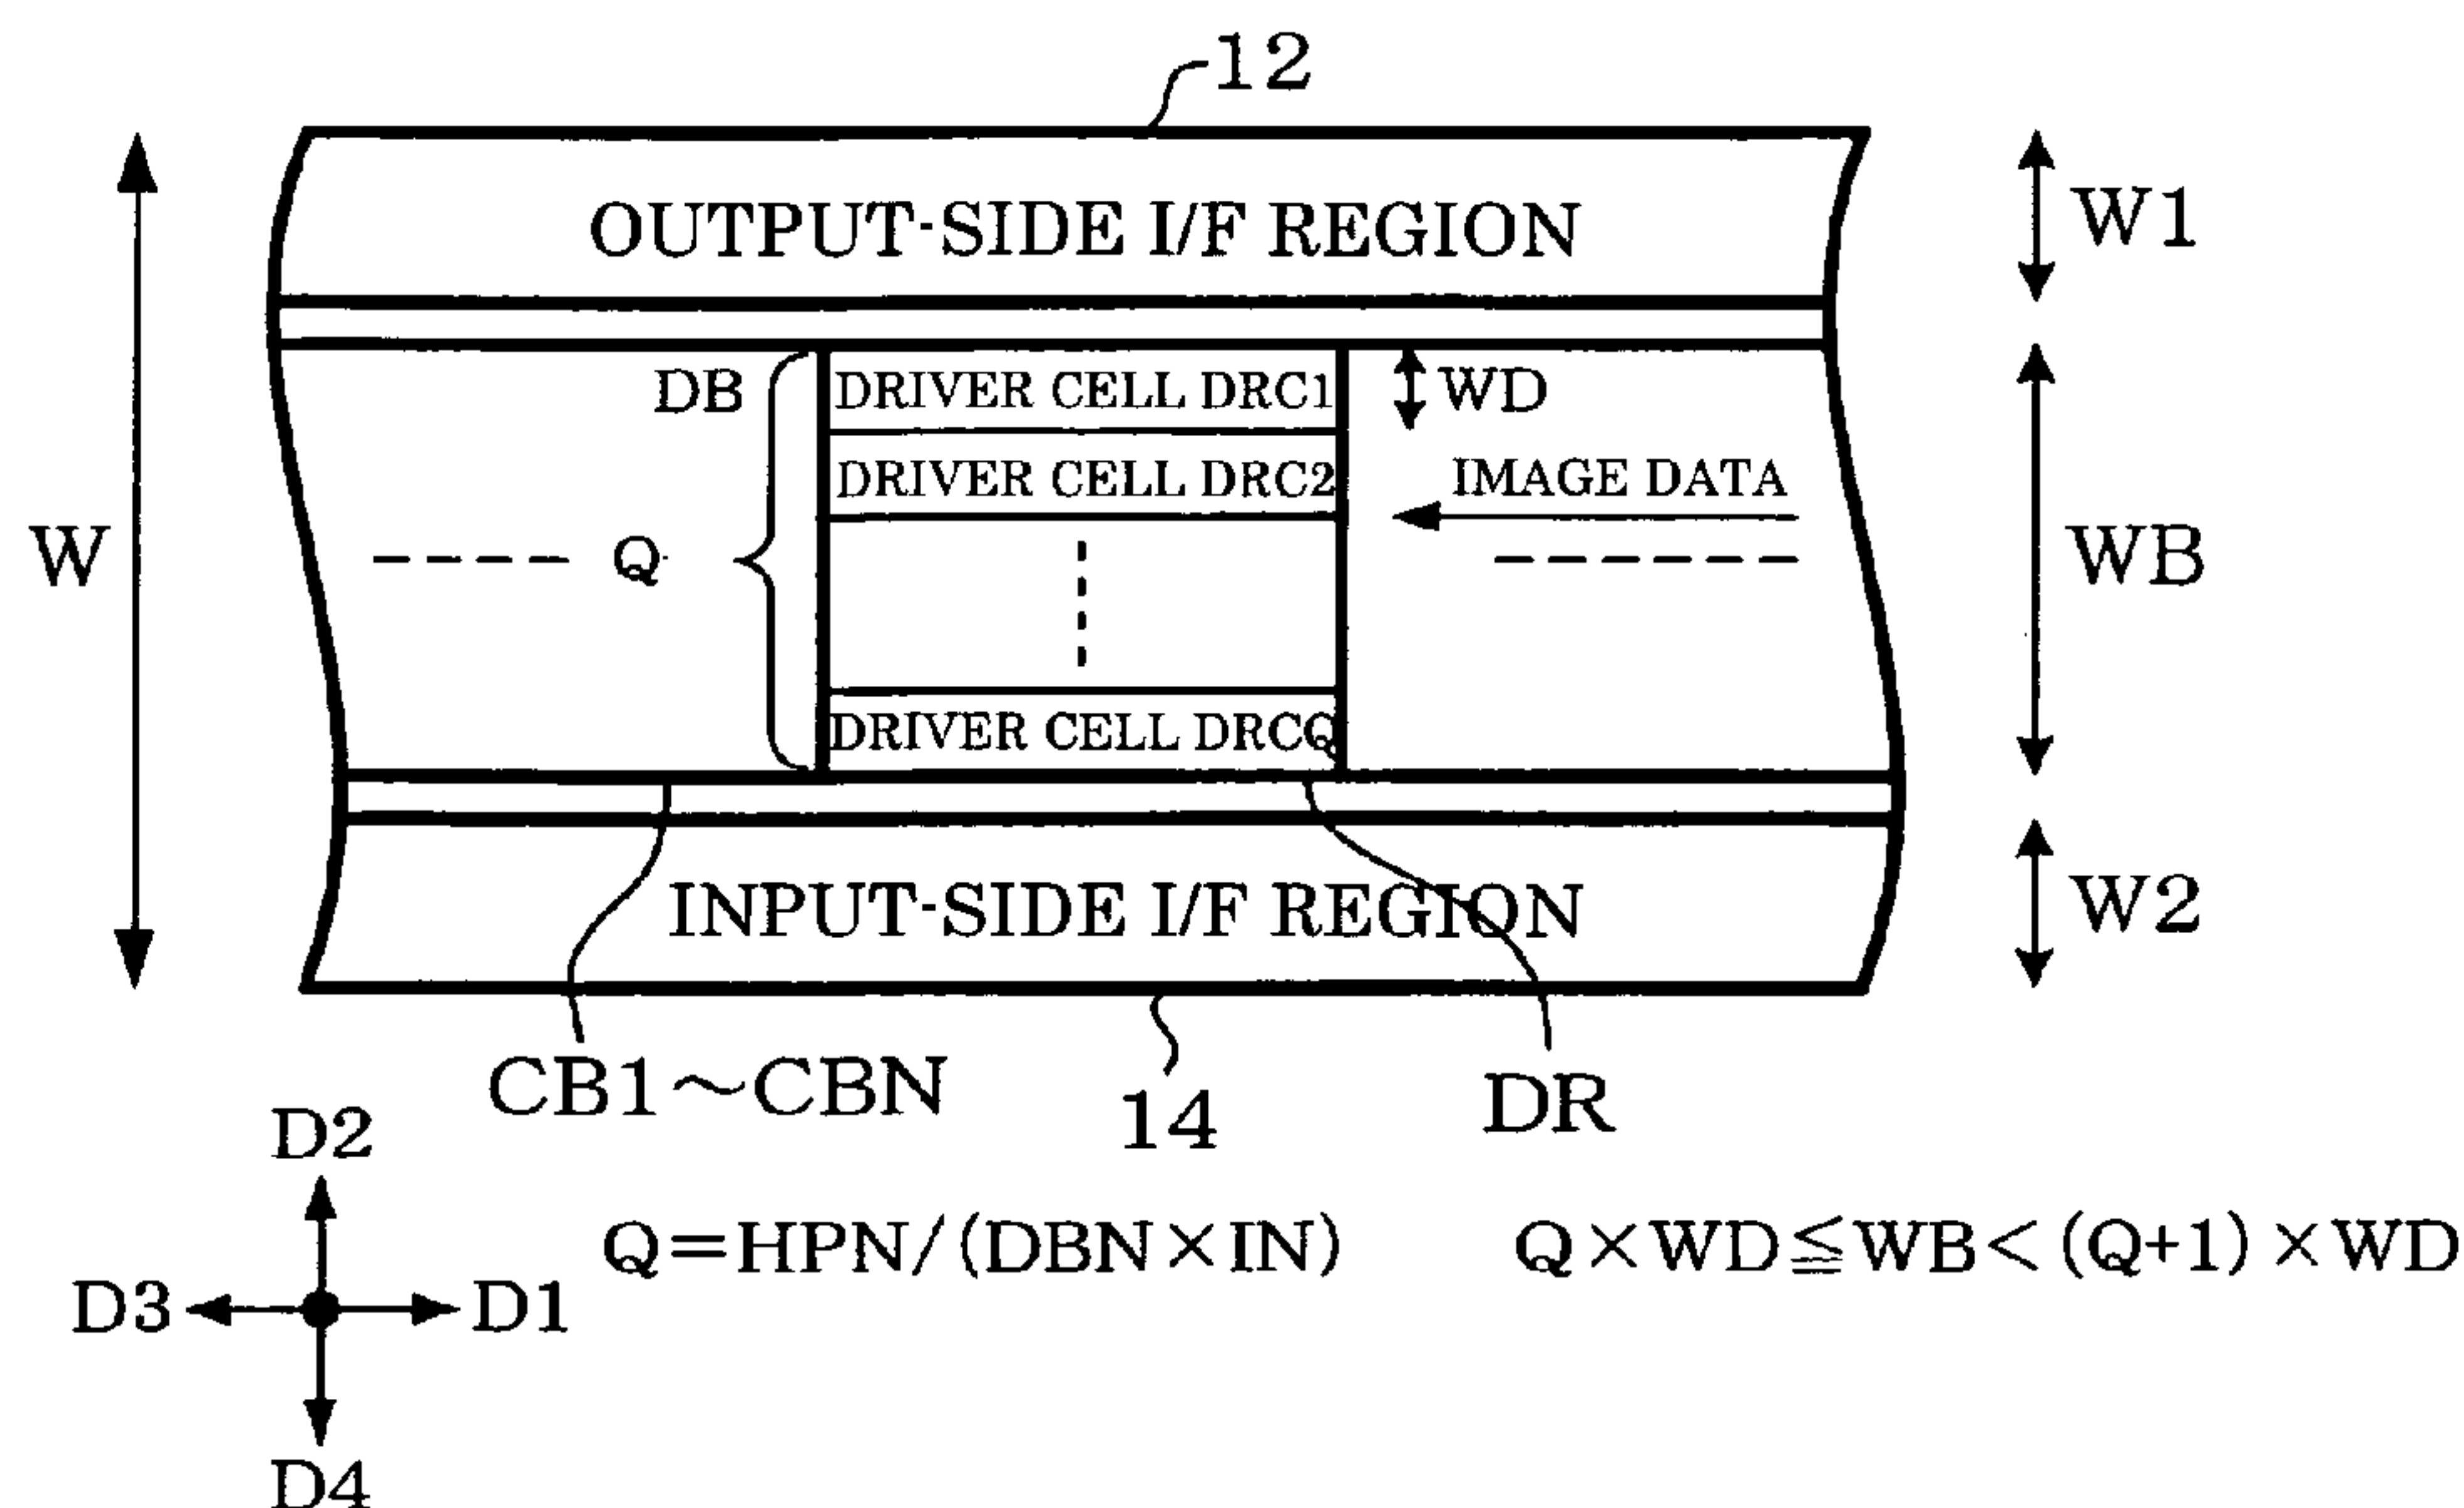 12
OUTPUT-SIDE I/F REGION
W1
DB
DRIVER CELL DRC1
WD
DRIVER CELL DRC2
IMAGE DATA
W
Q
WB
DRIVER CELL DRCQ
INPUT-SIDE I/F REGION
W2
CB1~CBN
14
DR
D2
Q=HPN/(DBN×IN)
Q×WD≦WB<(Q+1)×WD
D3
D1
D4